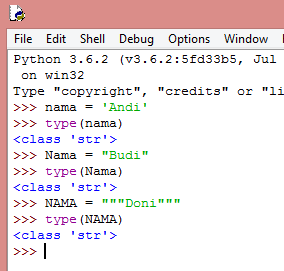 File Edit Shell Debug Options Window
Python 3.6.2 (v3.6.2:5fd33b5, Jul
on win32
Type "copyright", "credits" or "li
>>> nama = 'Andi'
>>> type(nama)
<class 'str'>
>>> Nama = "Budi"
>>> type(Nama)
<class 'str'>
>>> NAMA = """Doni"""
>>> type(NAMA)
<class 'str'>
>>>